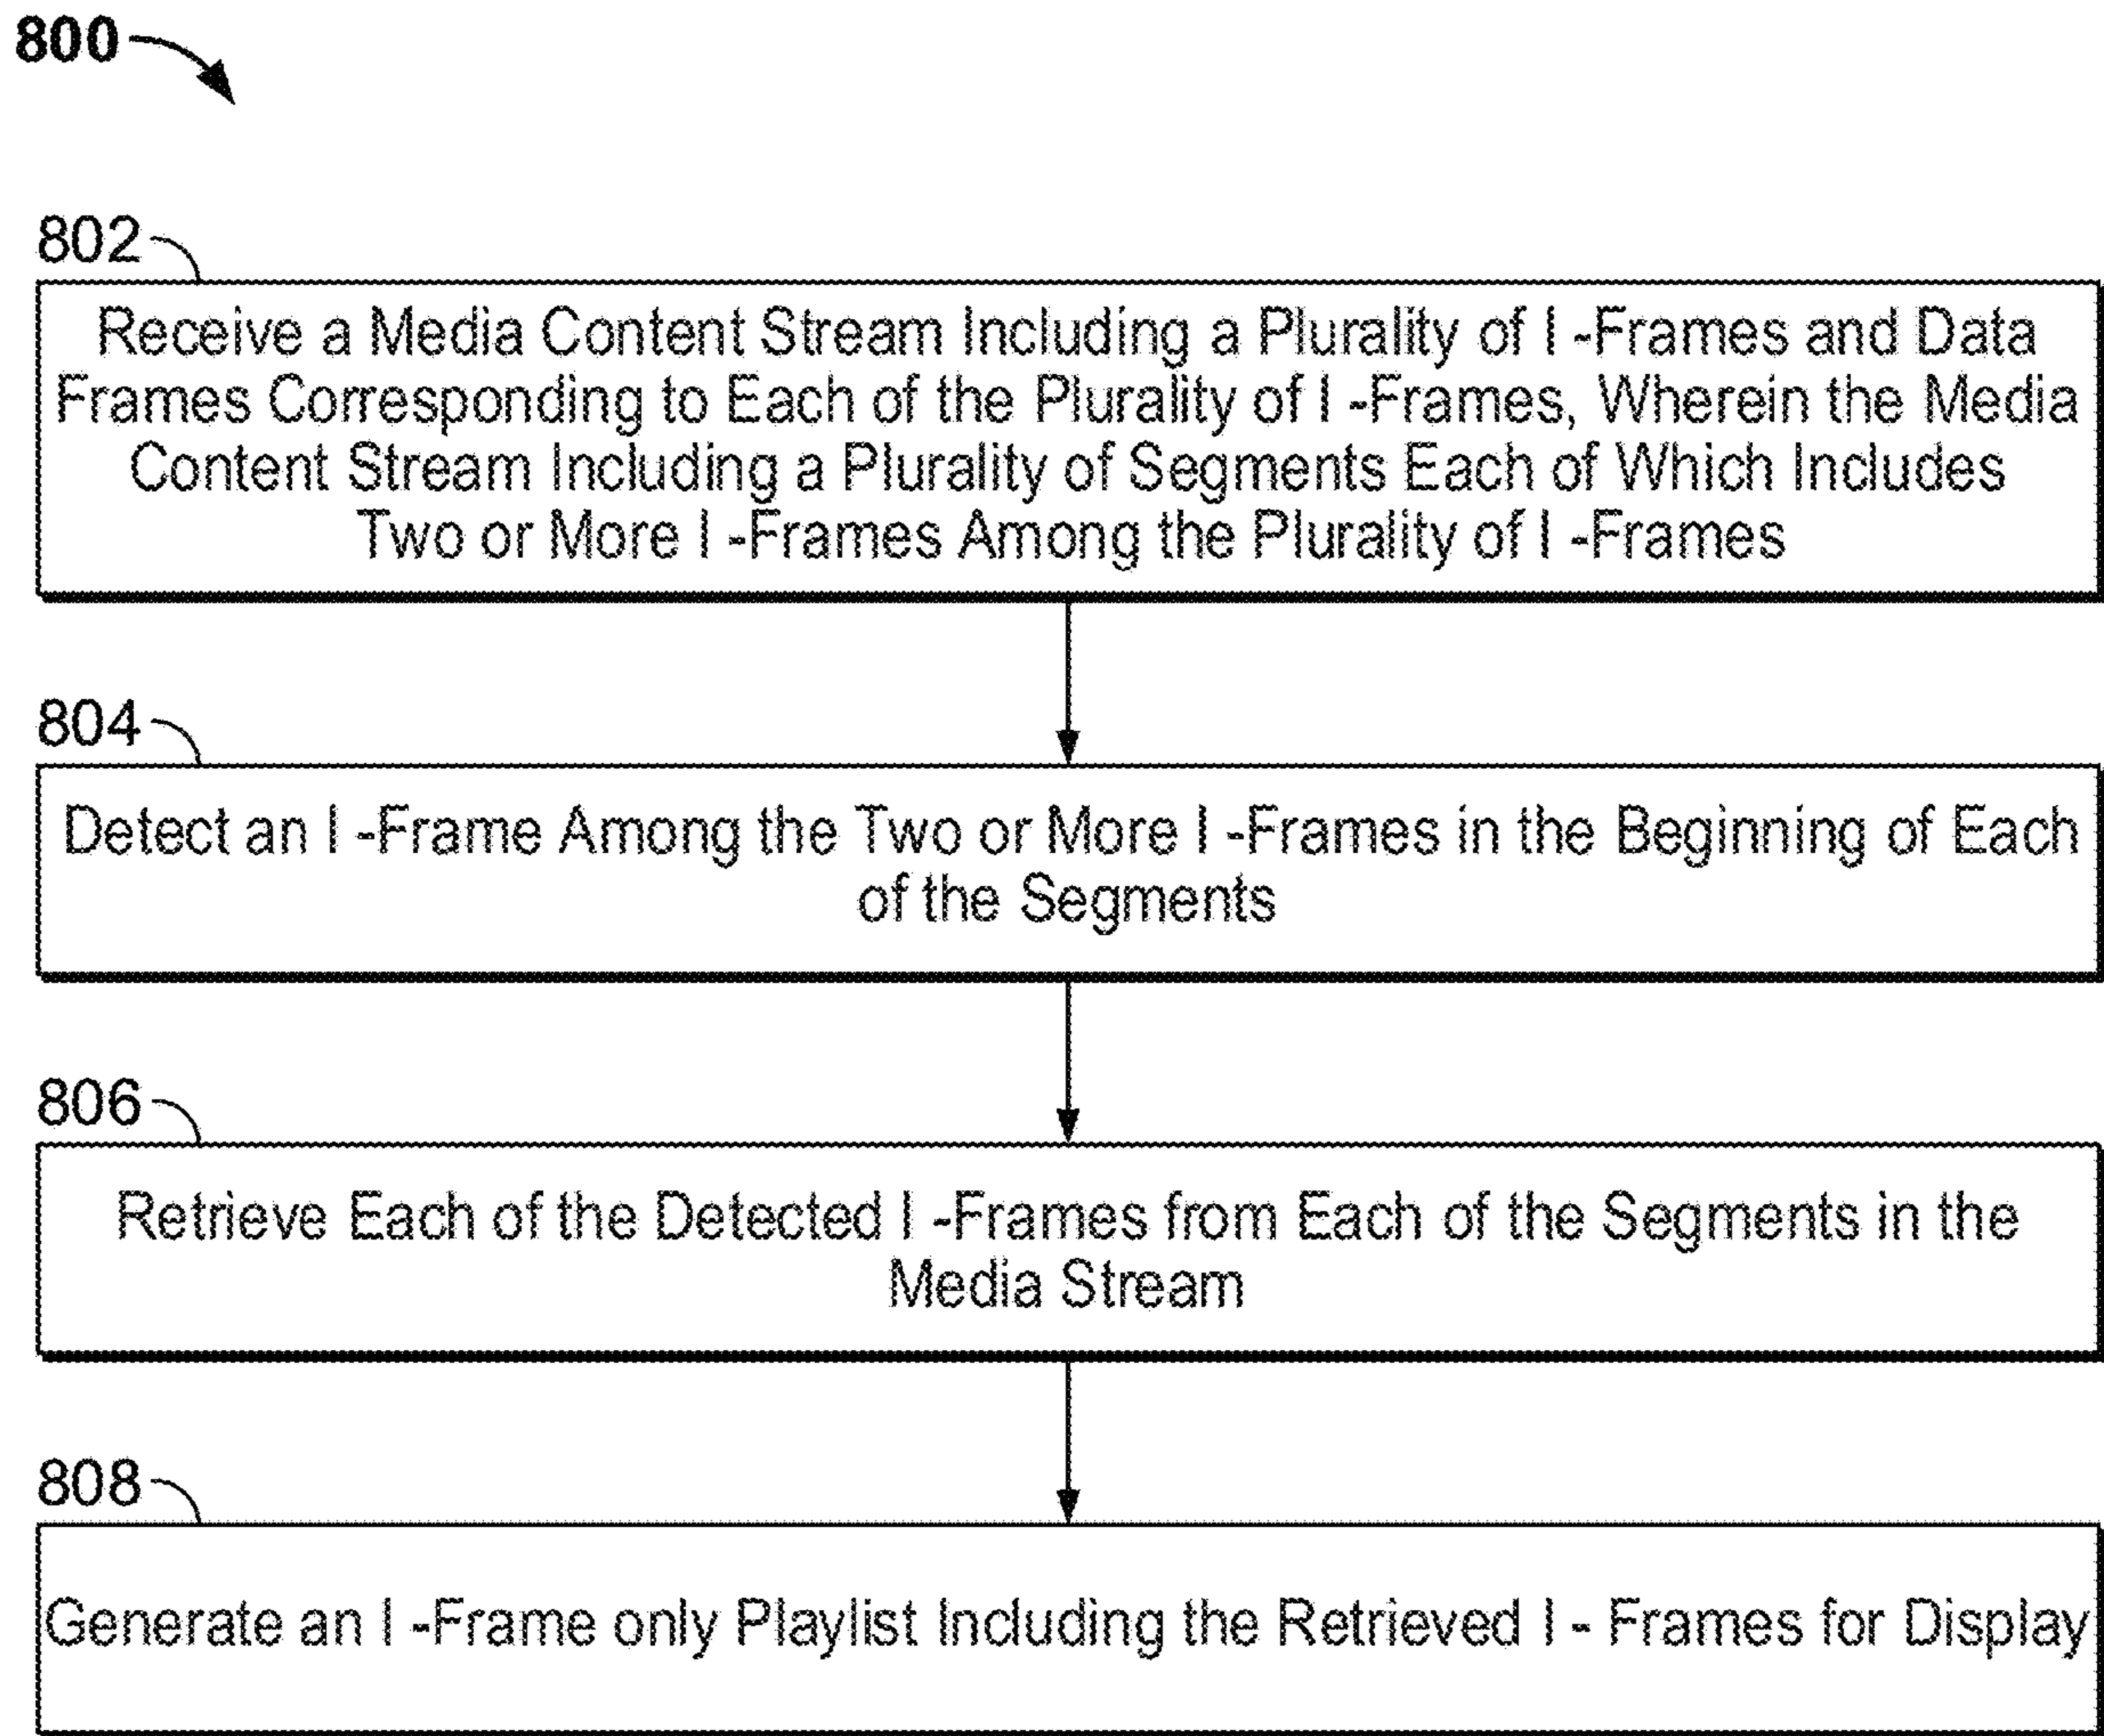 800
802
Receive a Media Content Stream Including a Plurality of I -Frames and Data
Frames Corresponding to Each of the Plurality of I -Frames, Wherein the Media
Content Stream Including a Plurality of Segments Each of Which Includes
Two or More I -Frames Among the Plurality of I -Frames
804
Detect an I -Frame Among the Two or More I -Frames in the Beginning of Each
of the Segments
806
Retrieve Each of the Detected I -Frames from Each of the Segments in the
Media Stream
808
Generate an I -Frame only Playlist Including the Retrieved I - Frames for Display